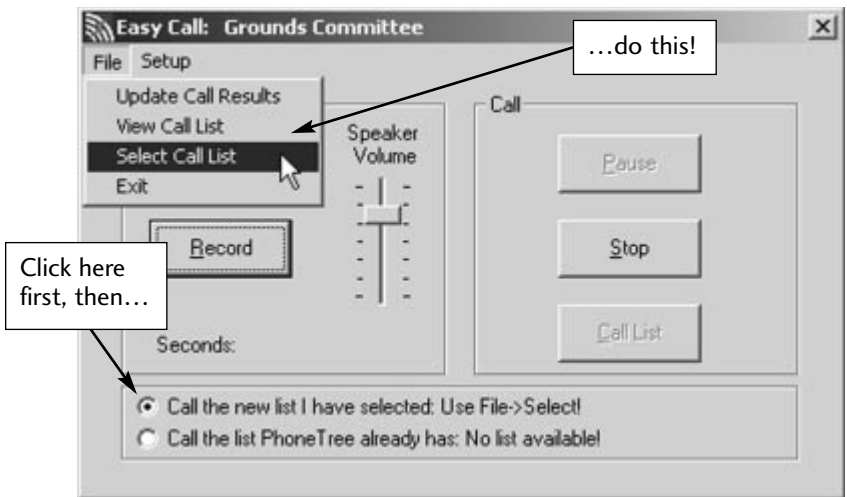 Easy Call: Grounds Committee
…do this!
File Setup
Update Call Results
View Call List
Select Call List
Exit
Speaker
Volume
Record
Seconds:
Call
Pause
Stop
Call List
Click here
first, then…
Call the new list I have selected: Use File->Select!
Call the list PhoneTree already has: No list available!